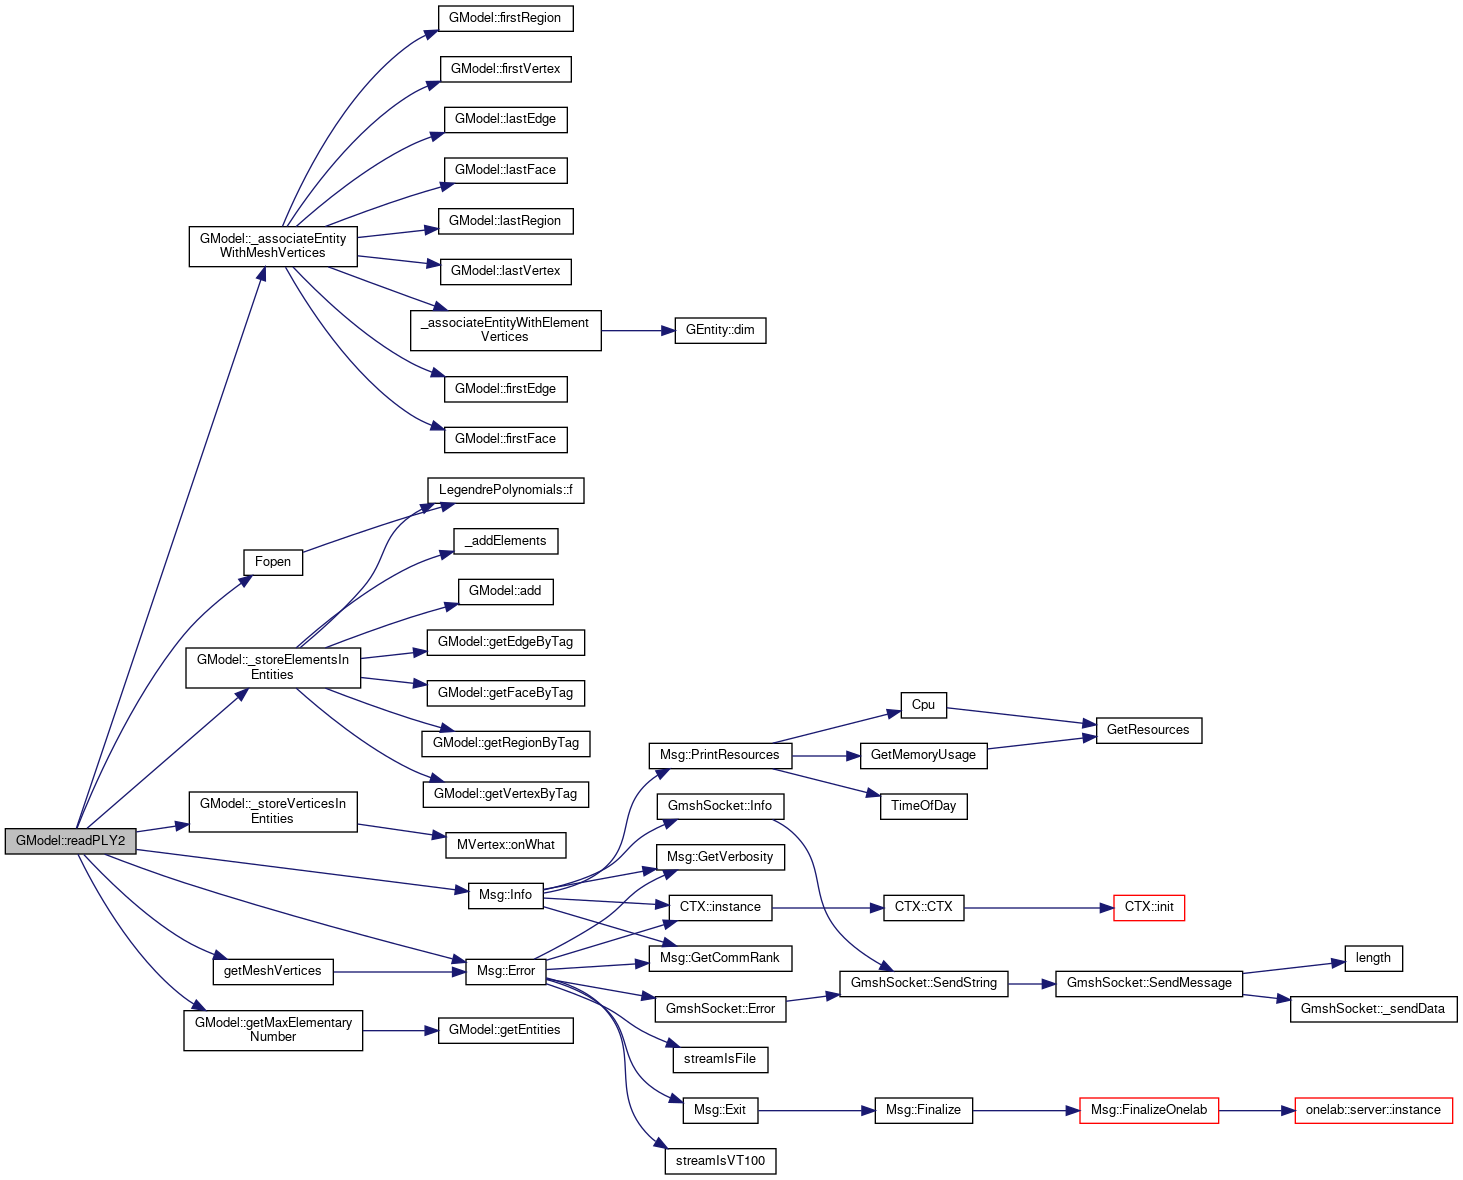 GModel::firstRegion
GModel::firstVertex
GModel::lastEdge
GModel::lastFace
GModel::lastRegion
GModel::_associateEntity
WithMeshVertices
GModel::lastVertex
_associateEntityWithElement
Vertices
GEntity::dim
GModel::firstEdge
GModel::firstFace
LegendrePolynomials::f
_addElements
Fopen
GModel::add
GModel::getEdgeByTag
GModel::_storeElementsIn
Entities
GModel::getFaceByTag
GModel::getRegionByTag
GModel::getVertexByTag
Cpu
GetResources
Msg::PrintResources
GetMemoryUsage
TimeOfDay
GModel::_storeVerticesIn
Entities
GmshSocket::Info
GModel::readPLY2
MVertex::onWhat
Msg::GetVerbosity
Msg::Info
CTX::instance
CTX::CTX
CTX::init
Msg::GetCommRank
getMeshVertices
Msg::Error
length
GmshSocket::SendString
GmshSocket::SendMessage
GmshSocket::Error
GmshSocket::_sendData
GModel::getMaxElementary
Number
GModel::getEntities
streamIsFile
Msg::Exit
Msg::Finalize
Msg::FinalizeOnelab
onelab::server::instance
streamIsVT100